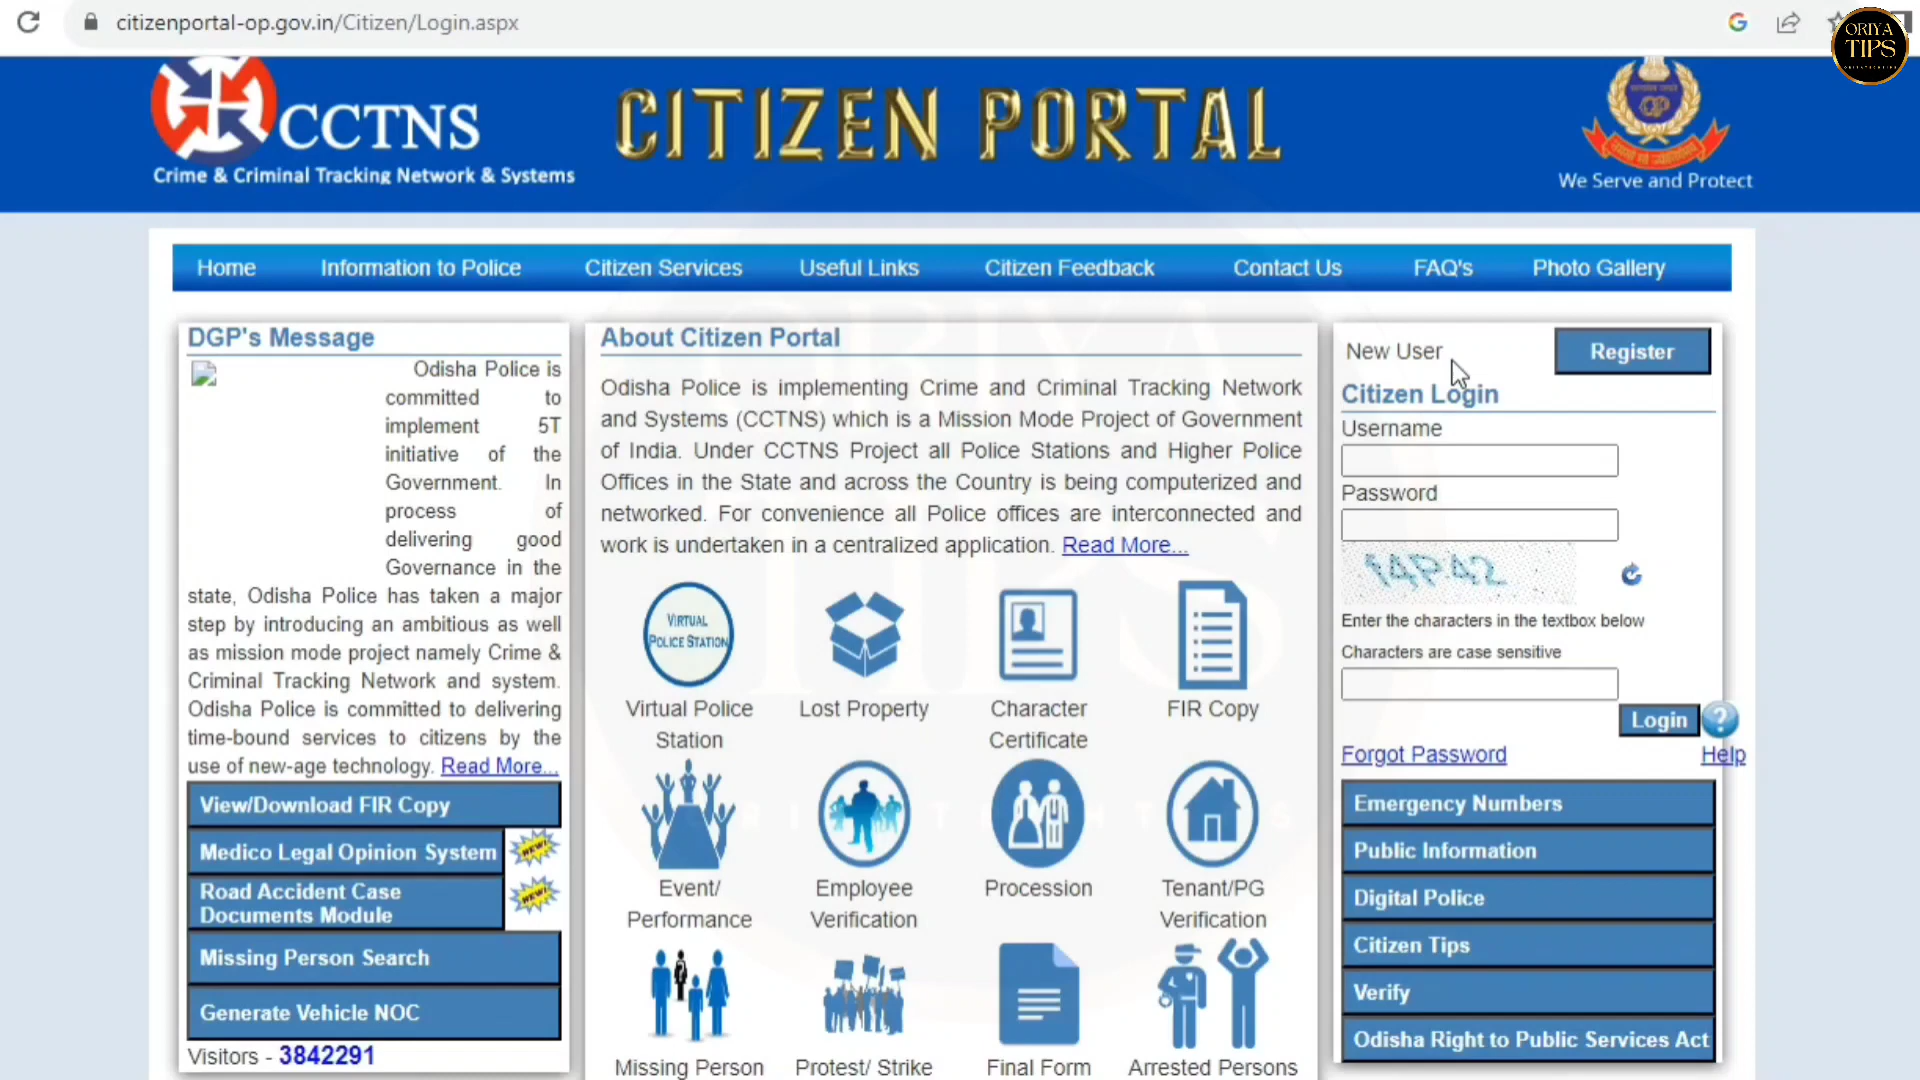 citizenportal-op.gov.in/Citizen/Login.aspx
ORIYA
TIPS
CCTNS
Crime & Criminal Tracking Network & Systems
CITIZEN PORTAL
We Serve and Protect
Home
Information to Police
Citizen Services
Useful Links
Citizen Feedback
Contact Us
FAQ's
Photo Gallery
DGP's Message
Odisha Police is
committed to
implement 5T
initiative of the
Government. In
process of
delivering good
Governance in the
state, Odisha Police has taken a major
step by introducing an ambitious as well
as mission mode project namely Crime &
Criminal Tracking Network and system.
Odisha Police is committed to delivering
time-bound services to citizens by the
use of new-age technology. Read More...
View/Download FIR Copy
Medico Legal Opinion System
NEW!
Road Accident Case
Documents Module
NEW!
Missing Person Search
Generate Vehicle NOC
Visitors - 3842291
About Citizen Portal
Odisha Police is implementing Crime and Criminal Tracking Network
and Systems (CCTNS) which is a Mission Mode Project of Government
of India. Under CCTNS Project all Police Stations and Higher Police
Offices in the State and across the Country is being computerized and
networked. For convenience all Police offices are interconnected and
work is undertaken in a centralized application. Read More...
VIRTUAL
POLICE STATION
Virtual Police
Station
Lost Property
Character
Certificate
FIR Copy
Event/
Performance
Employee
Verification
Procession
Tenant/PG
Verification
Missing Person
Protest/ Strike
Final Form
Arrested Persons
New User
Register
Citizen Login
Username
Password
Enter the characters in the textbox below
Characters are case sensitive
Login
?
Forgot Password
Help
Emergency Numbers
Public Information
Digital Police
Citizen Tips
Verify
Odisha Right to Public Services Act